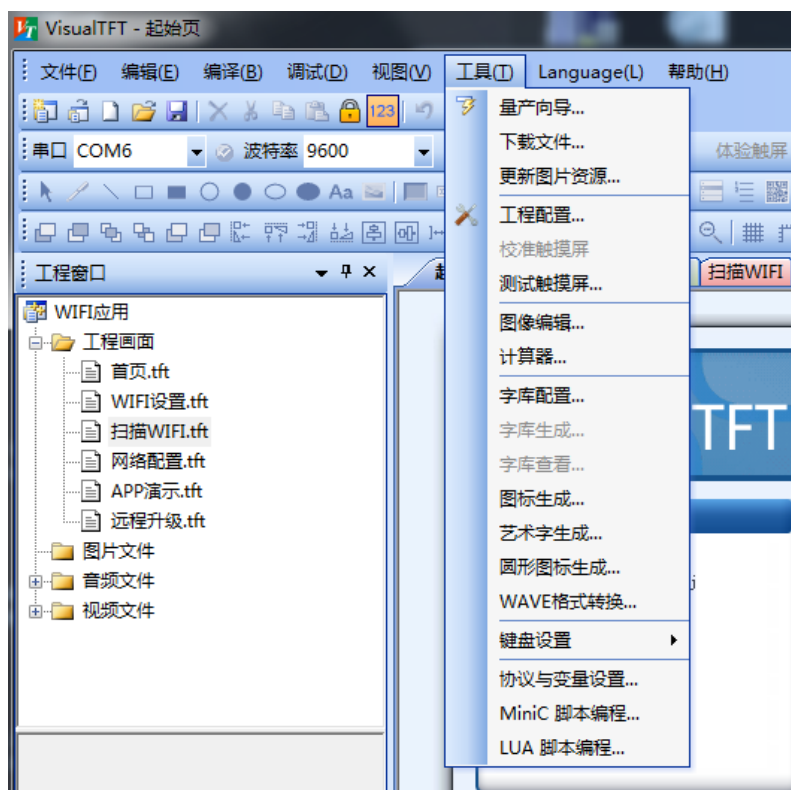 VisualTFT - 起始页
文件(F) 编辑(E) 编译(B) 调试(D) 视图(V) 工具(T) Language(L) 帮助(H)
123
串口 COM6 波特率 9600 体验触屏
Aa
工程窗口
扫描WIFI
WIFI应用
工程画面
首页.tft
WIFI设置.tft
扫描WIFI.tft
网络配置.tft
APP演示.tft
远程升级.tft
图片文件
音频文件
视频文件
量产向导...
下载文件...
更新图片资源...
工程配置...
校准触摸屏
测试触摸屏...
图像编辑...
计算器...
字库配置...
字库生成...
字库查看...
图标生成...
艺术字生成...
圆形图标生成...
WAVE格式转换...
键盘设置
协议与变量设置...
MiniC 脚本编程...
LUA 脚本编程...
TFT